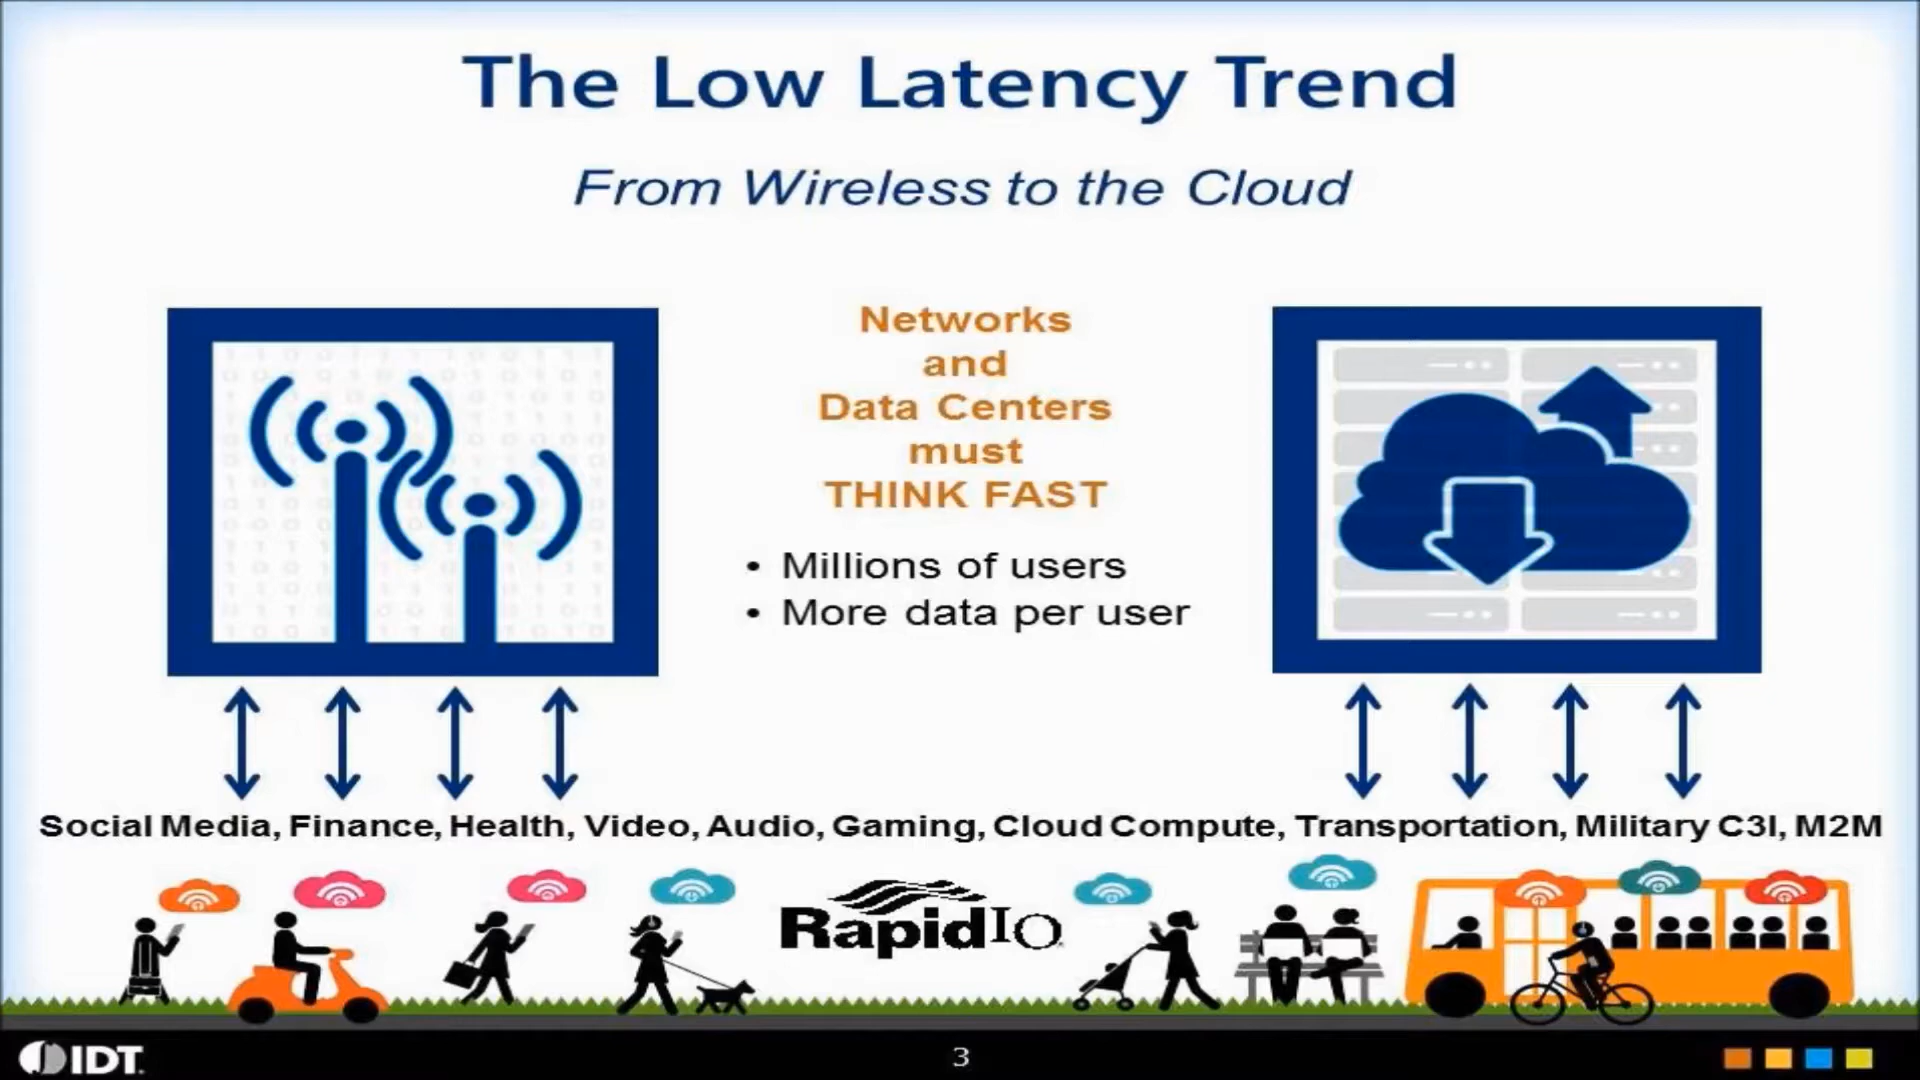 The Low Latency Trend
From Wireless to the Cloud
Networks
and
Data Centers
must
THINK FAST
• Millions of users
• More data per user
Social Media, Finance, Health, Video, Audio, Gaming, Cloud Compute, Transportation, Military C3I, M2M
RapidIO
IDT
3